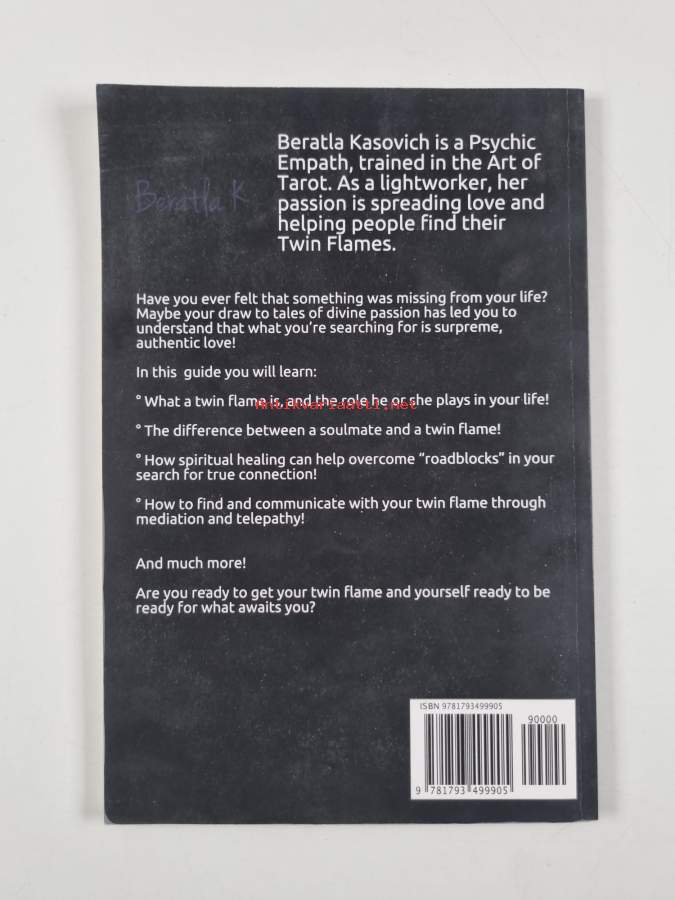 Beratla K
Beratla Kasovich is a Psychic
Empath, trained in the Art of
Tarot. As a lightworker, her
passion is spreading love and
helping people find their
Twin Flames.
Have you ever felt that something was missing from your life?
Maybe your draw to tales of divine passion has led you to
understand that what you're searching for is surpreme,
authentic love!
In this guide you will learn:
° What a twin flame is, and the role he or she plays in your life!
Antikvariaatti.net
° The difference between a soulmate and a twin flame!
° How spiritual healing can help overcome "roadblocks" in your
search for true connection!
° How to find and communicate with your twin flame through
mediation and telepathy!
And much more!
Are you ready to get your twin flame and yourself ready to be
ready for what awaits you?
ISBN 9781793499905
90000
9 781793 499905